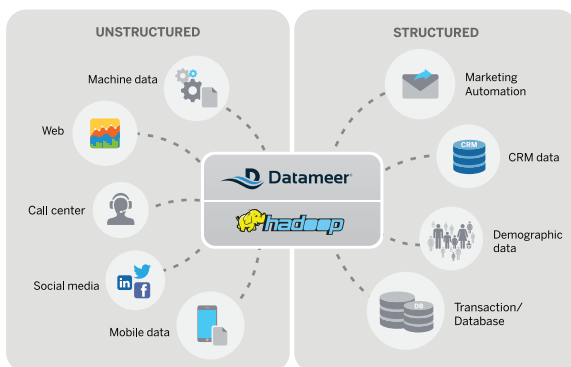 UNSTRUCTURED
Machine data
Web
Call center
Social media
in
f
Mobile data
Datameer®
hadoop
STRUCTURED
Marketing
Automation
CRM
CRM data
Demographic
data
DB
Transaction/
Database